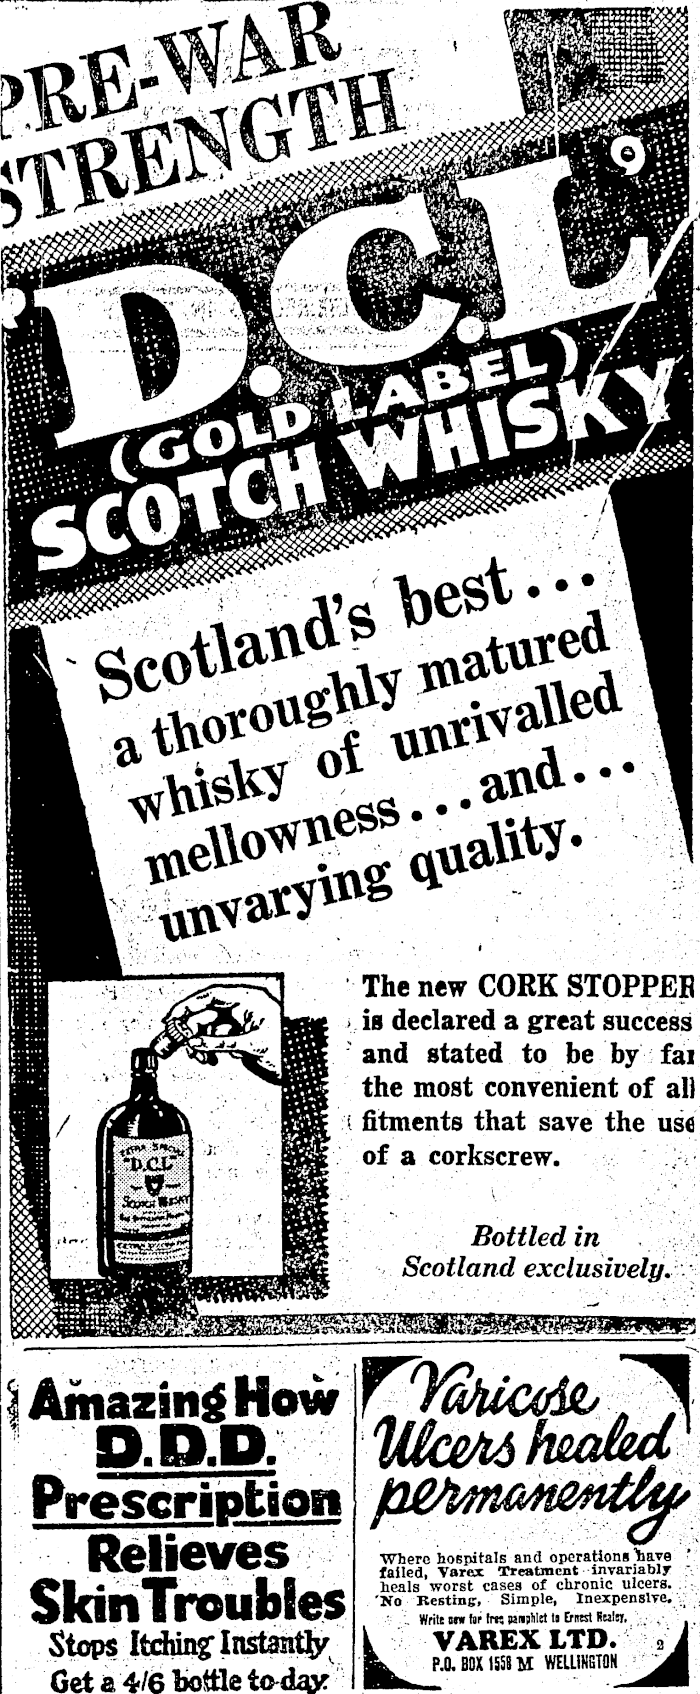 PRE-WAR
STRENGTH
'D.C.L'
(GOLD LABEL)
SCOTCH WHISKY
Scotland's best...
a thoroughly matured
whisky of unrivalled
mellowness...and...
unvarying quality.
The new CORK STOPPER
is declared a great success
and stated to be by far
the most convenient of all
fitments that save the use
of a corkscrew.
"D.C.L"
SCOTCH WHISKY
Bottled in
Scotland exclusively.
Amazing How
D.D.D.
Prescription
Relieves
Skin Troubles
Stops Itching Instantly
Get a 4/6 bottle to-day.
Varicose
Ulcers healed
permanently
Where hospitals and operations have
failed, Varex Treatment invariably
heals worst cases of chronic ulcers.
No Resting, Simple, Inexpensive.
Write now for free pamphlet to Ernest Healey,
VAREX LTD. 2
P.O. BOX 1558 M WELLINGTON